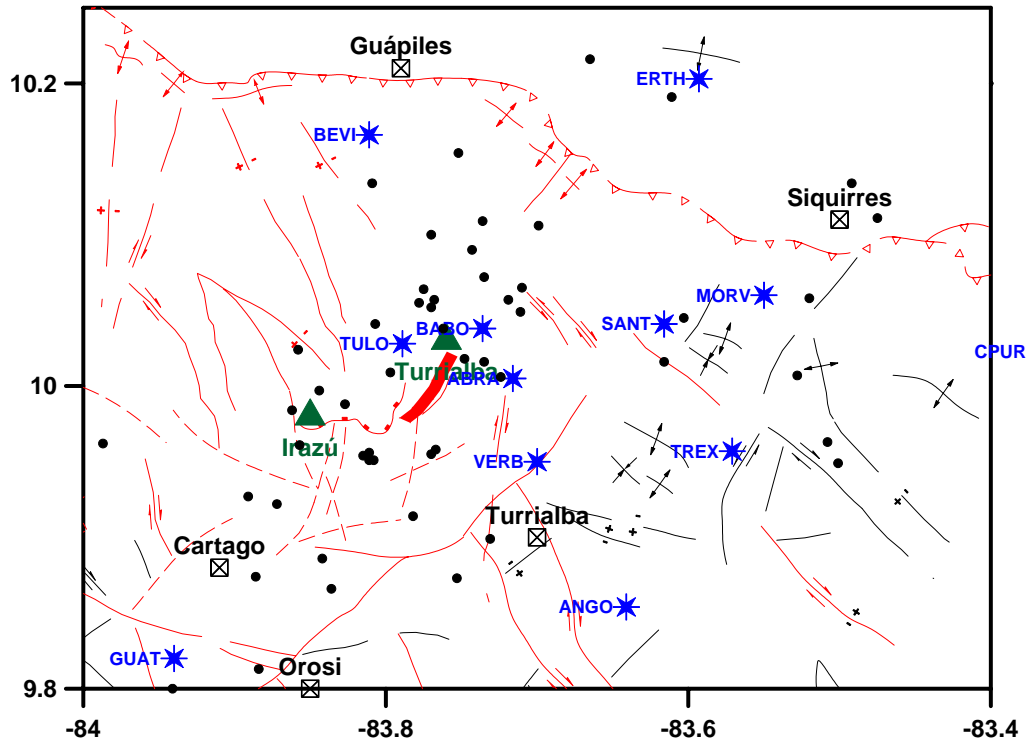 Guápiles
10.2
ERTH
BEVI
Siquirres
MORV
SANT
BABO
TULO
CPUR
Turrialba
10
ABRA
Irazú
TREX
VERB
Turrialba
Cartago
ANGO
GUAT
Orosi
9.8
-84
-83.8
-83.6
-83.4